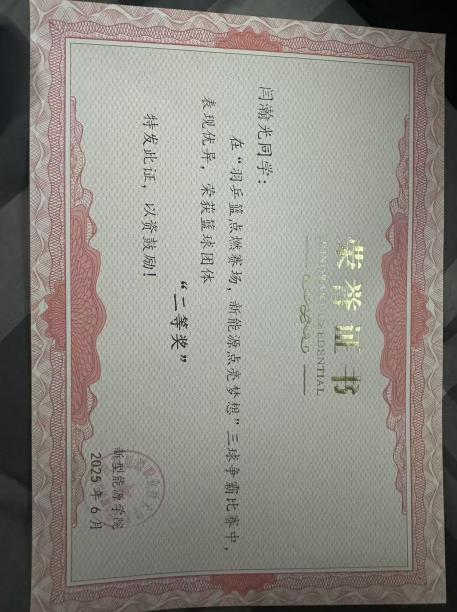 荣誉证书
HONORARY CREDENTIAL
闫瀚光同学：
在“羽乒篮点燃赛场，新能源点亮梦想”三球争霸比赛中，
表现优异，荣获篮球团体
“二等奖”
特发此证，以资鼓励！
新型能源学院
2025年6月